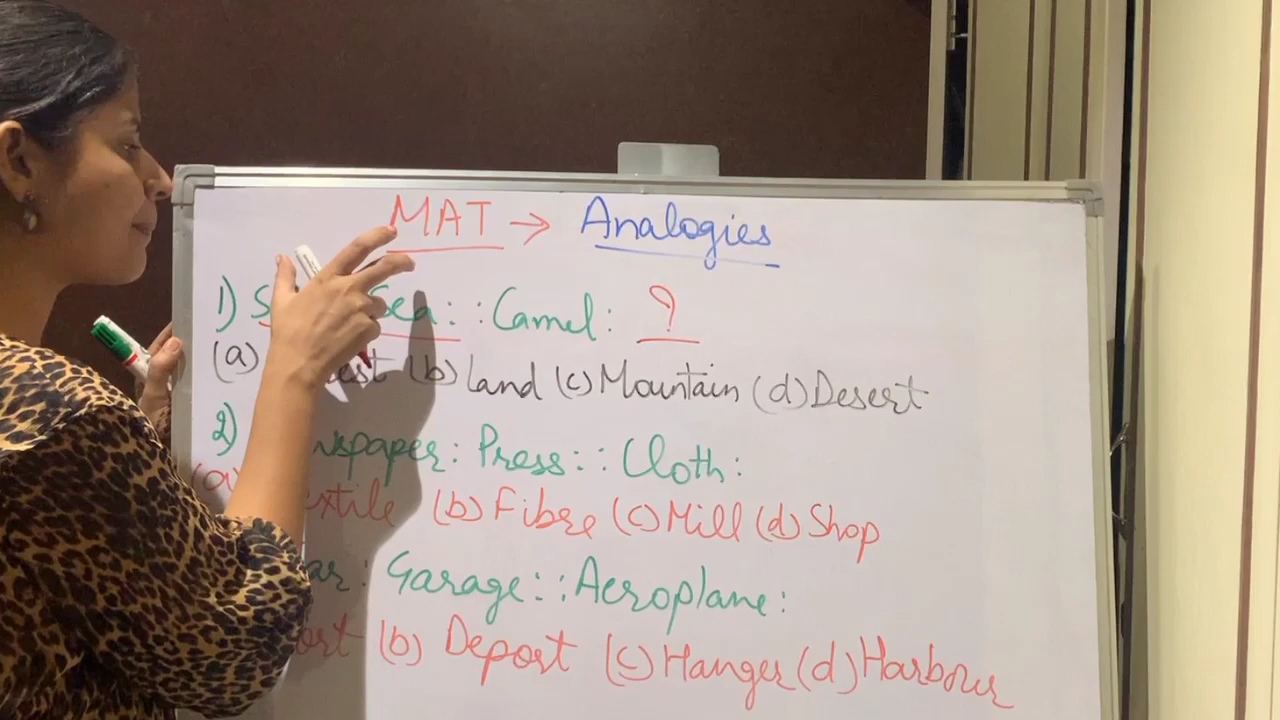 MAT → Analogies
1) Sea : : Camel : ?
(a) (b) Land (c) Mountain (d) Desert
2) : Press : : Cloth :
(a) (b) Fibre (c) Mill (d) Shop
: Garage : : Aeroplane :
(b) Deport (c) Hanger (d) Harbour